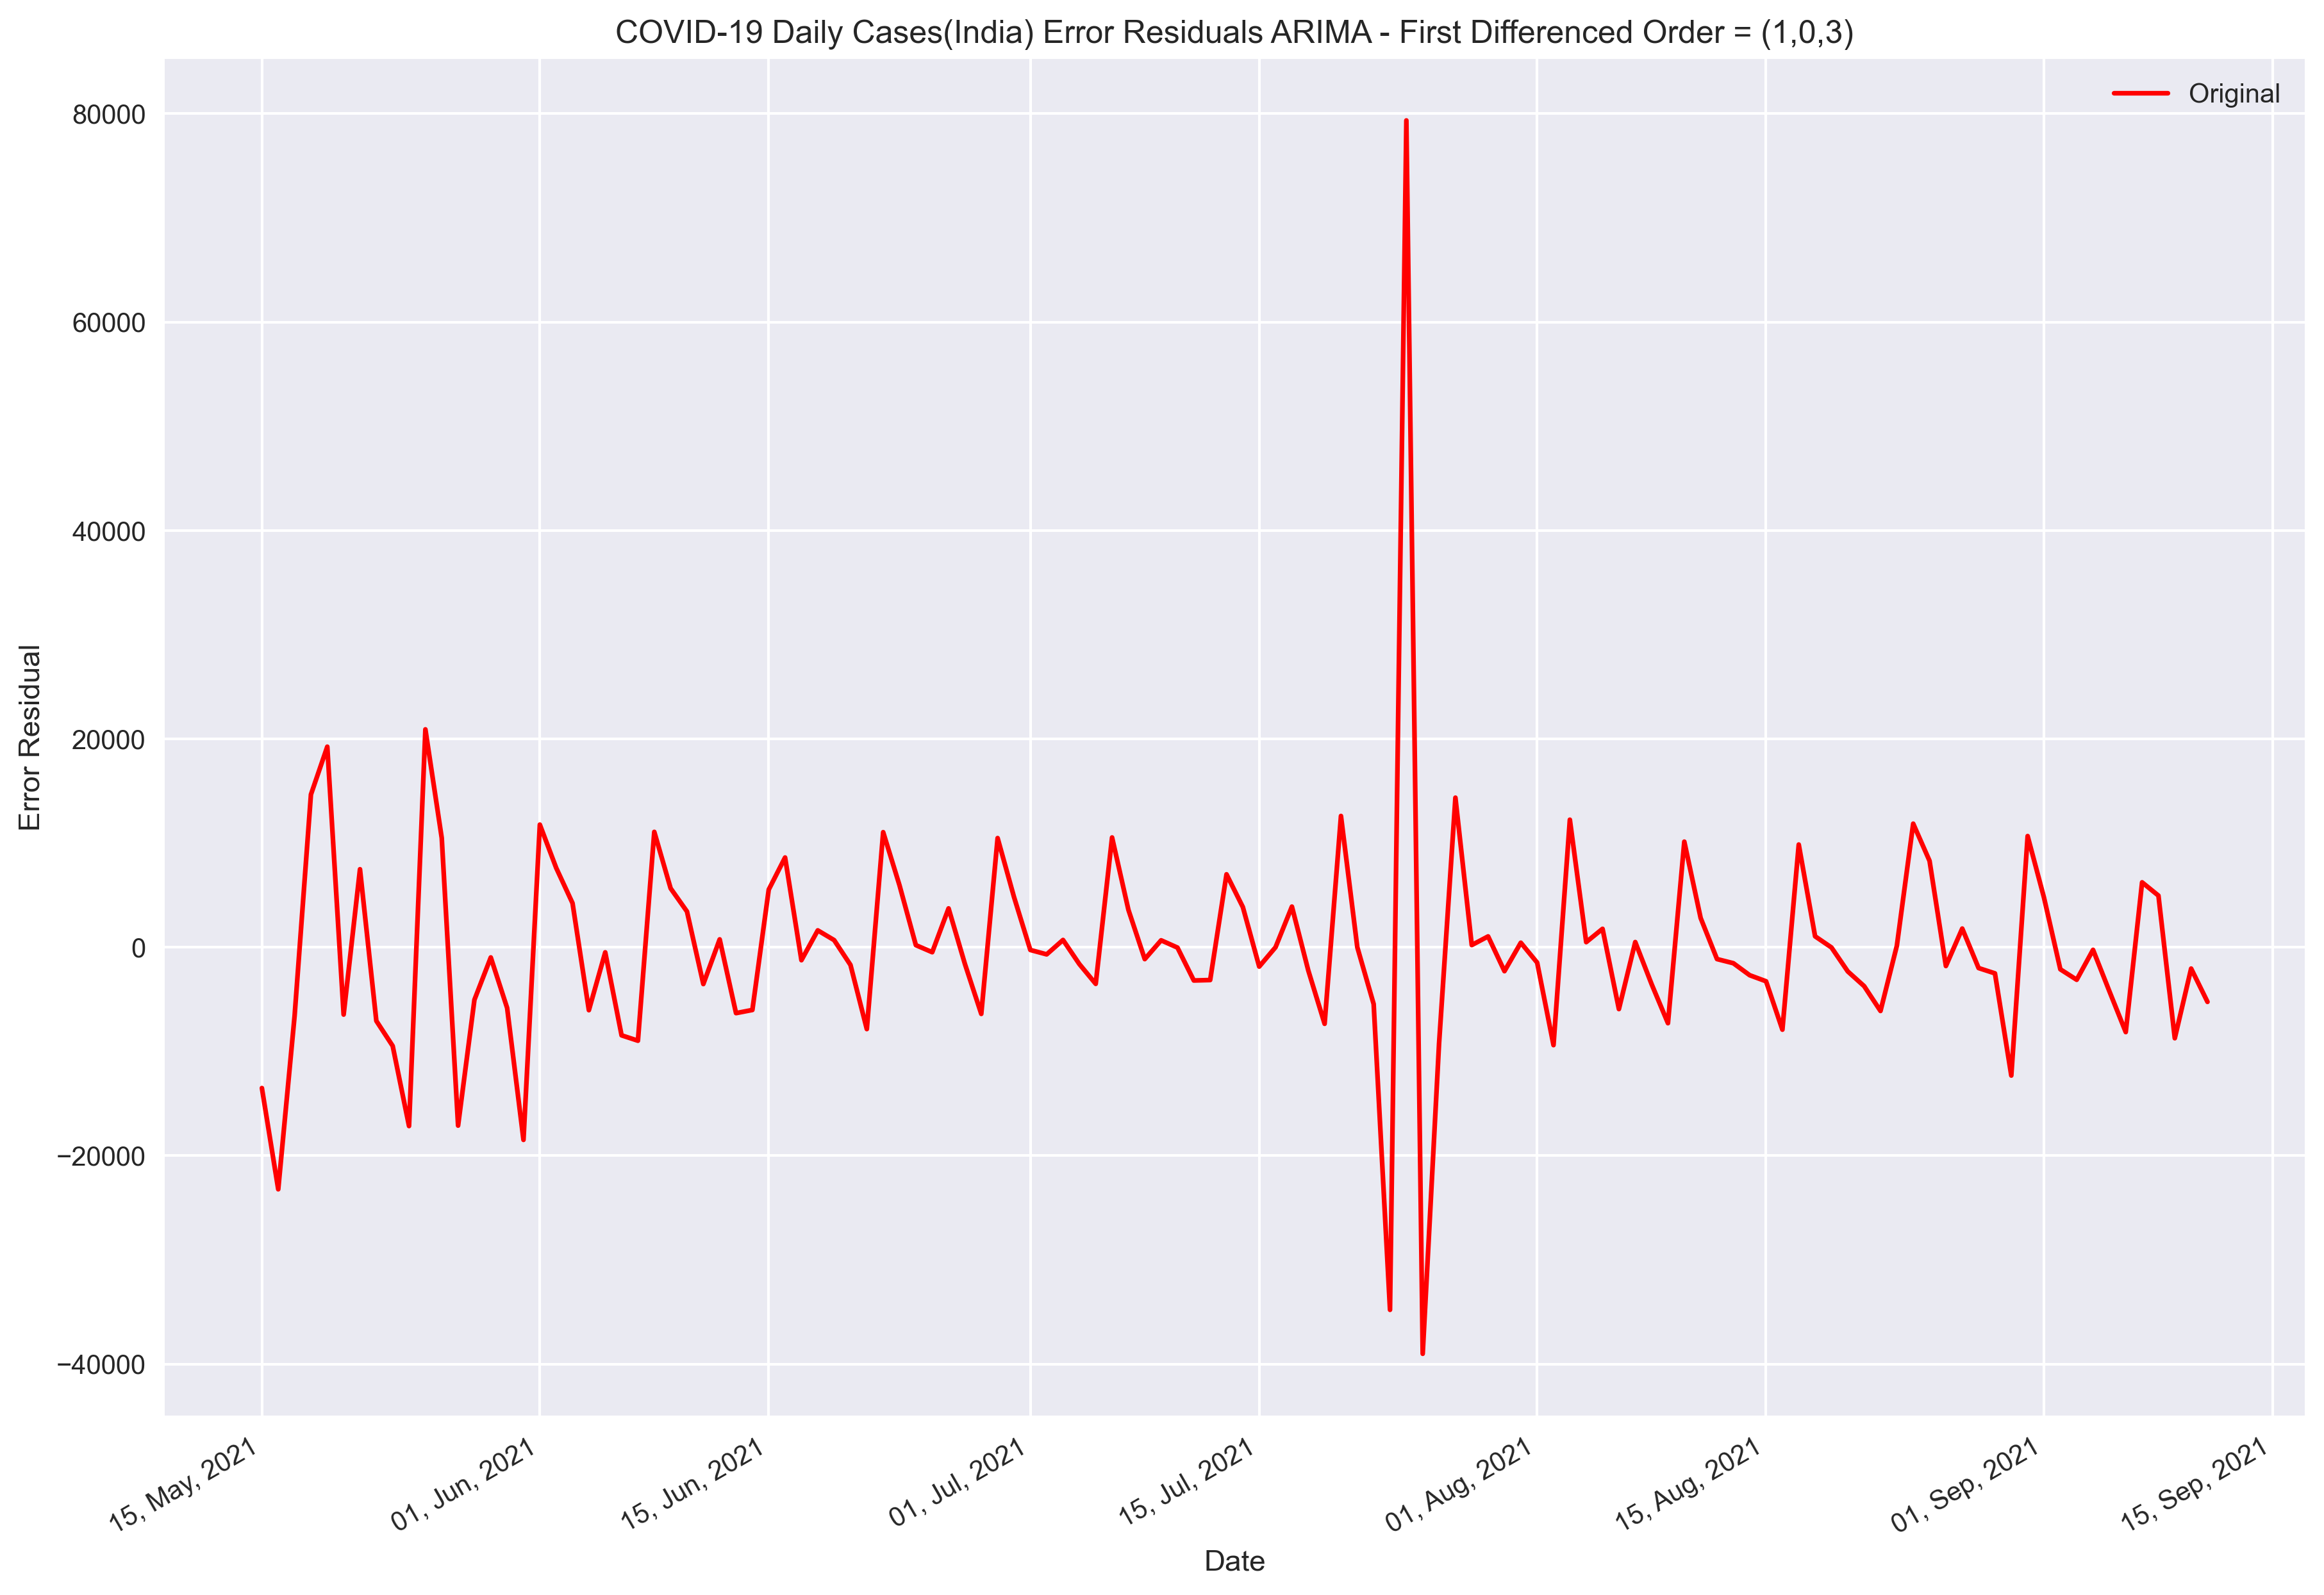 COVID-19 Daily Cases(India) Error Residuals ARIMA - First Differenced Order = (1,0,3)
Original
80000
60000
40000
20000
0
−20000
−40000
Error Residual
15, May, 2021
01, Jun, 2021
15, Jun, 2021
01, Jul, 2021
15, Jul, 2021
01, Aug, 2021
15, Aug, 2021
01, Sep, 2021
15, Sep, 2021
Date